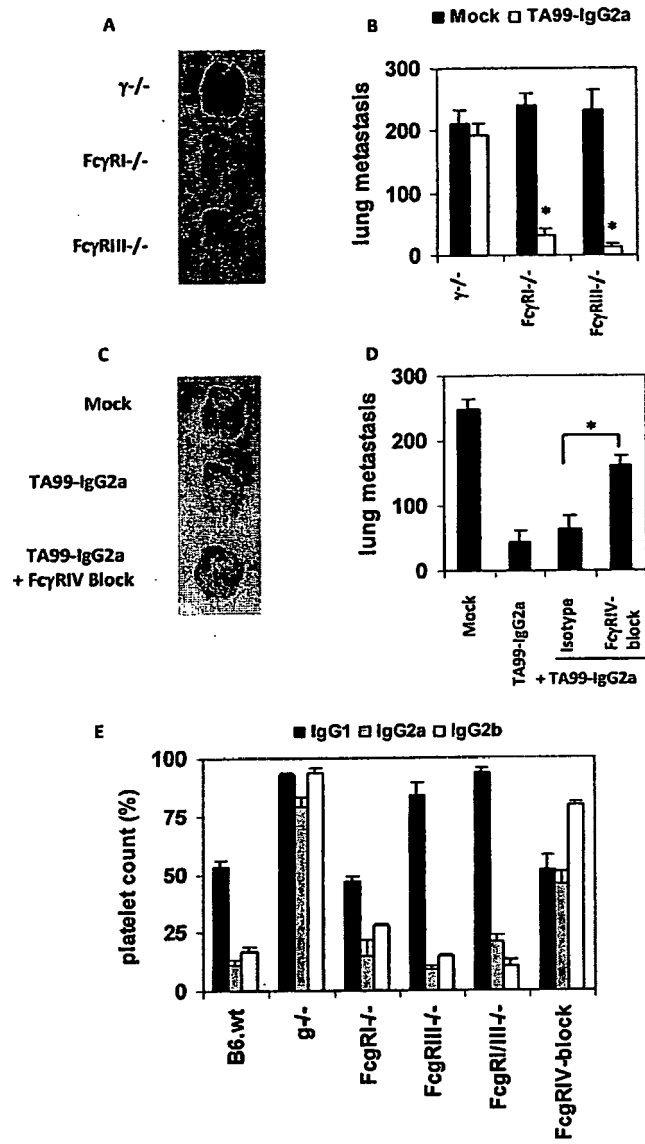 A
γ-/-
FcγRI-/-
FcγRIII-/-
B
■ Mock □ TA99-IgG2a
lung metastasis
300
200
100
0
*
*
γ-/-
FcγRI-/-
FcγRIII-/-
C
Mock
TA99-IgG2a
TA99-IgG2a
+ FcγRIV Block
D
lung metastasis
300
200
100
0
*
Mock
TA99-IgG2a
Isotype
FcγRIV-
block
+ TA99-IgG2a
E
■ IgG1 ▒ IgG2a □ IgG2b
platelet count (%)
100
75
50
25
0
B6.wt
g-/-
FcgRI-/-
FcgRIII-/-
FcgRI/III-/-
FcgRIV-block